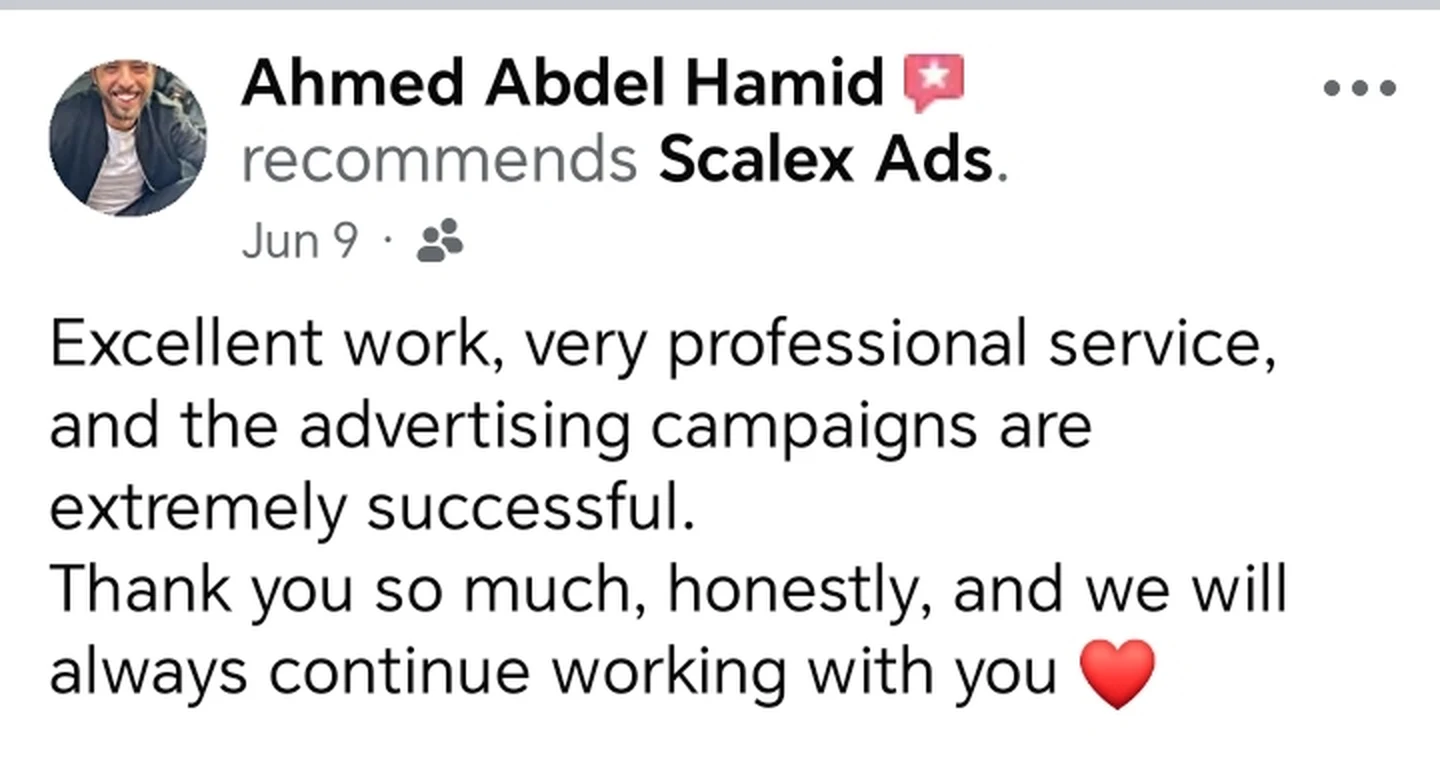 Ahmed Abdel Hamid
recommends Scalex Ads.
Jun 9 ·
Excellent work, very professional service,
and the advertising campaigns are
extremely successful.
Thank you so much, honestly, and we will
always continue working with you ❤️